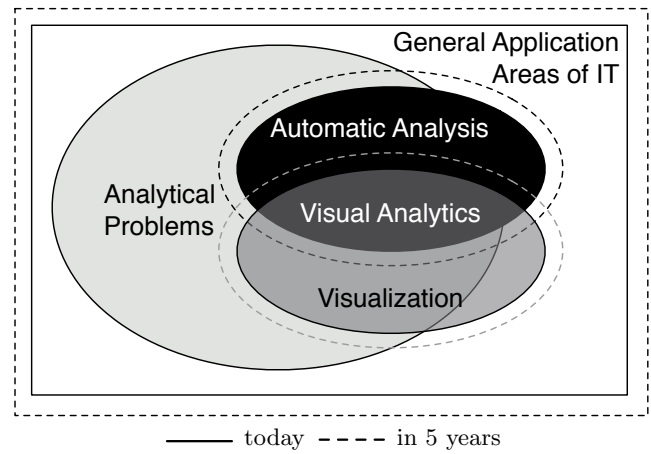 General Application
Areas of IT
Automatic Analysis
Analytical
Problems
Visual Analytics
Visualization
today
in 5 years